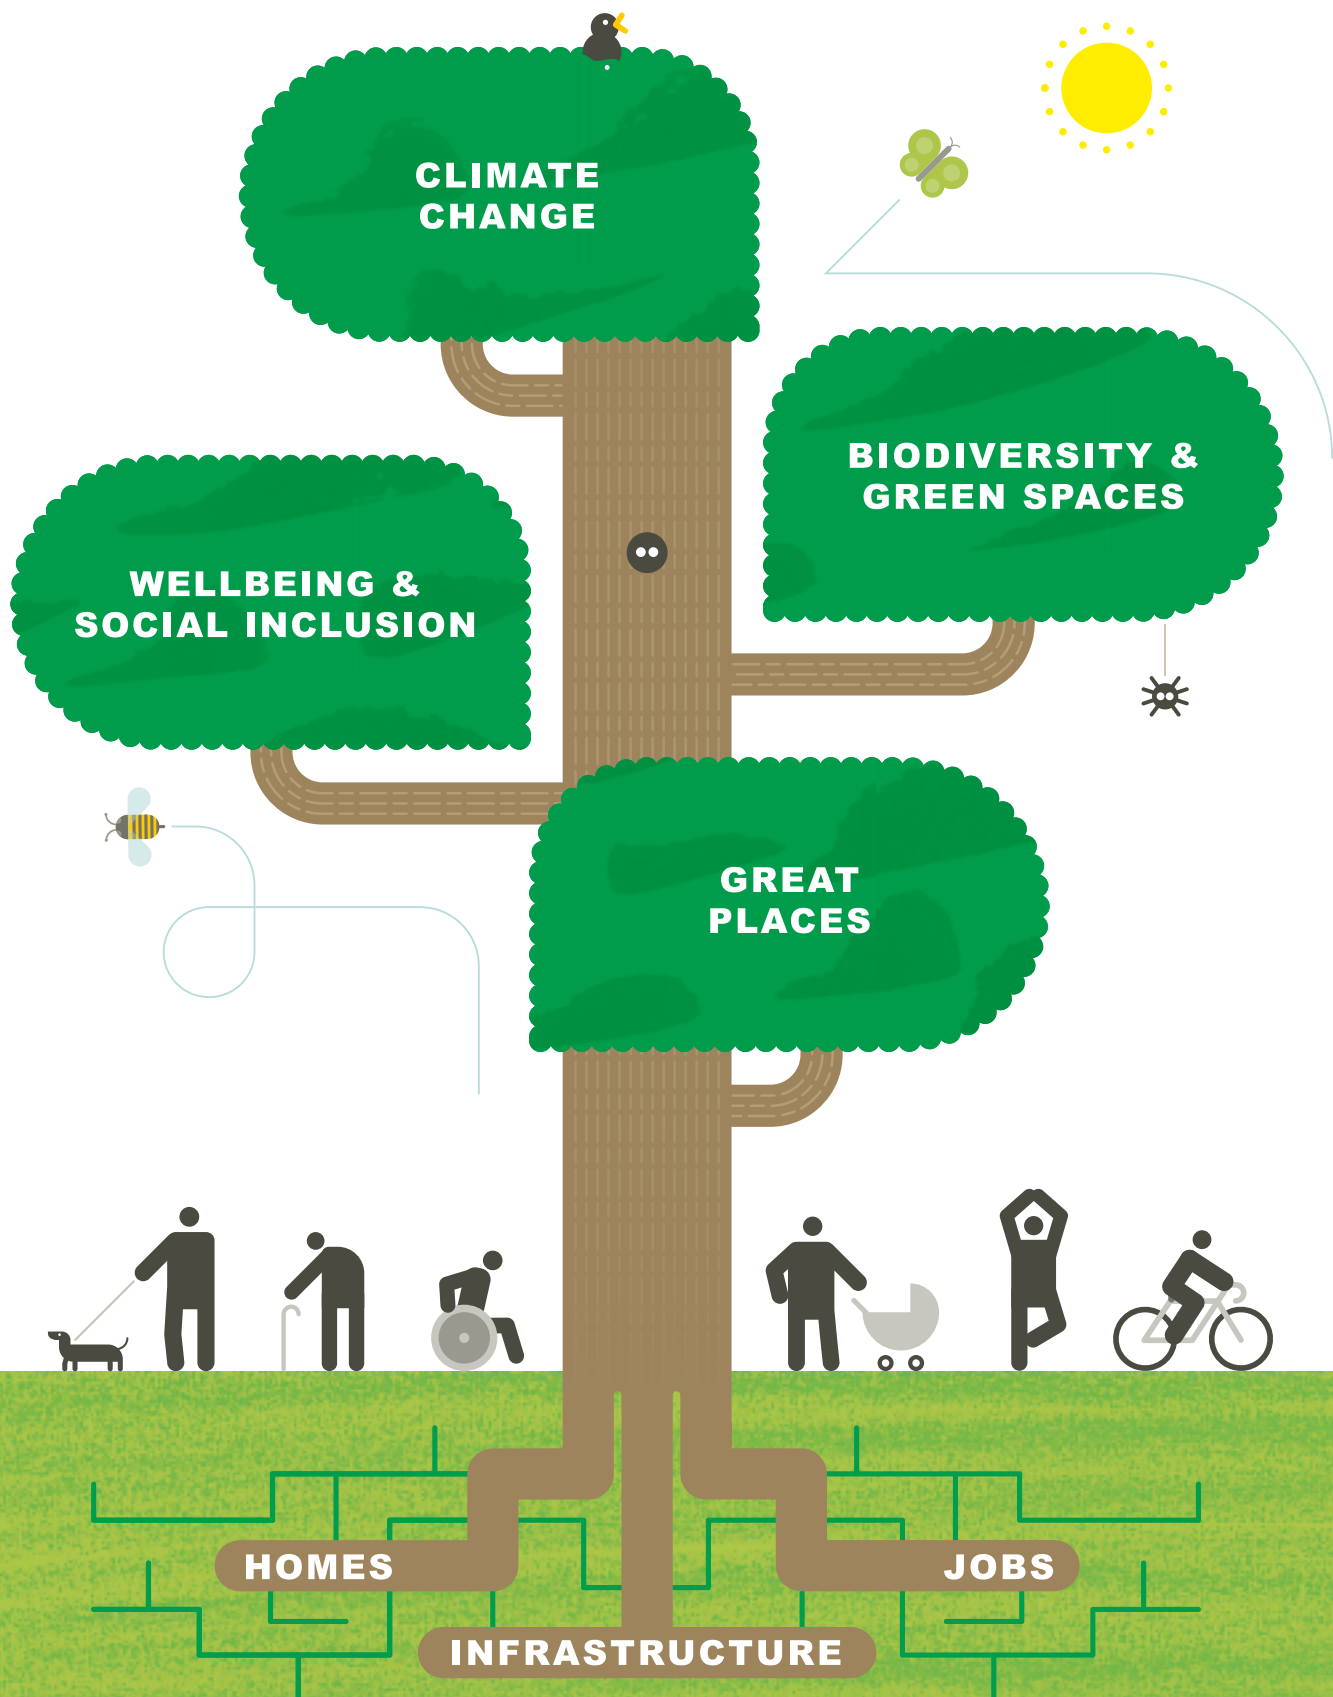 CLIMATE
CHANGE
BIODIVERSITY &
GREEN SPACES
WELLBEING &
SOCIAL INCLUSION
GREAT
PLACES
HOMES
JOBS
INFRASTRUCTURE